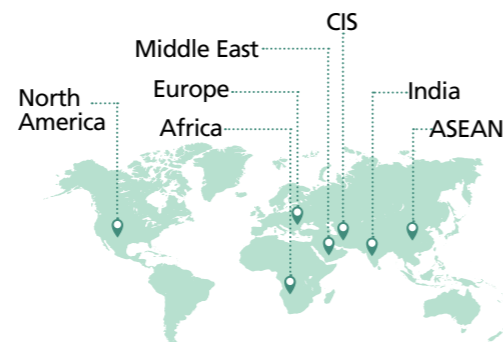 CIS
Middle East
Europe
India
North
America
Africa
ASEAN